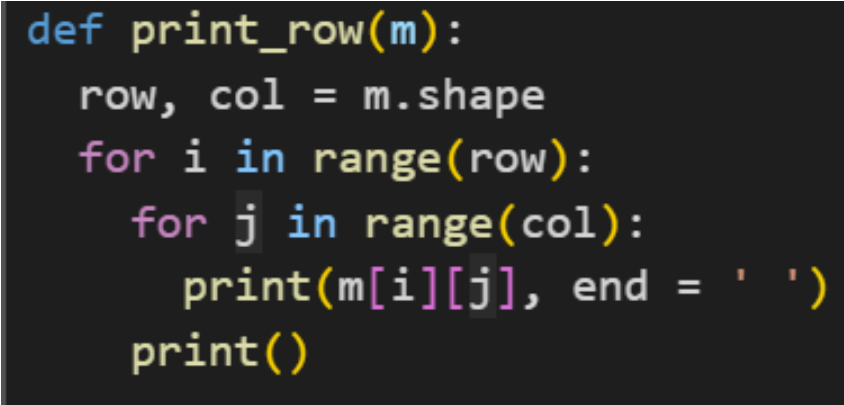 def print_row(m):
  row, col = m.shape
  for i in range(row):
    for j in range(col):
      print(m[i][j], end = ' ')
    print()